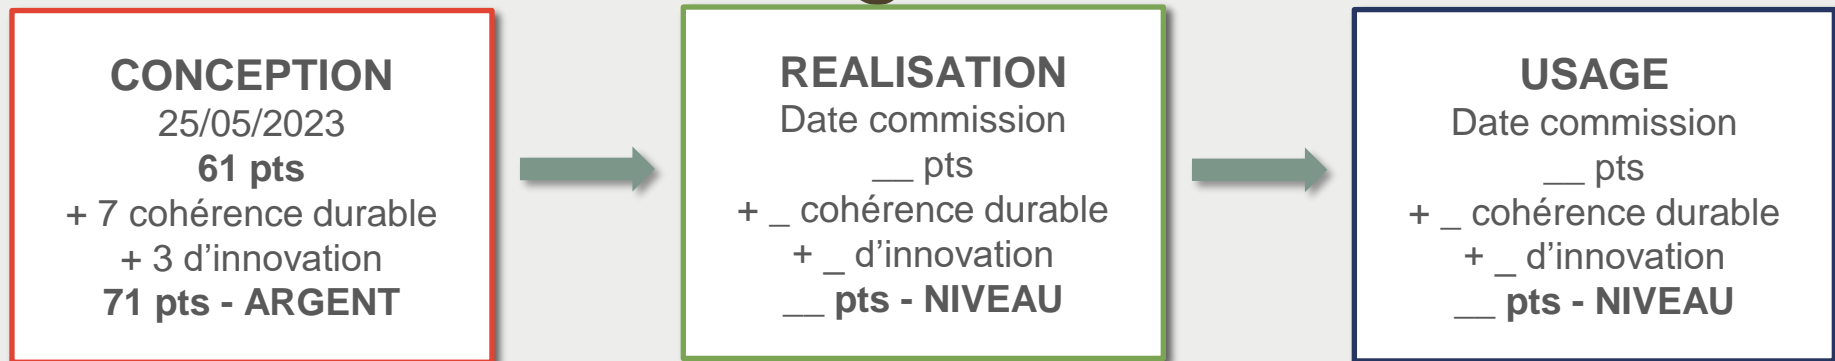 CONCEPTION
25/05/2023
61 pts
+ 7 cohérence durable
+ 3 d’innovation
71 pts - ARGENT
REALISATION
Date commission
__ pts
+ _ cohérence durable
+ _ d’innovation
__ pts - NIVEAU
USAGE
Date commission
__ pts
+ _ cohérence durable
+ _ d’innovation
__ pts - NIVEAU